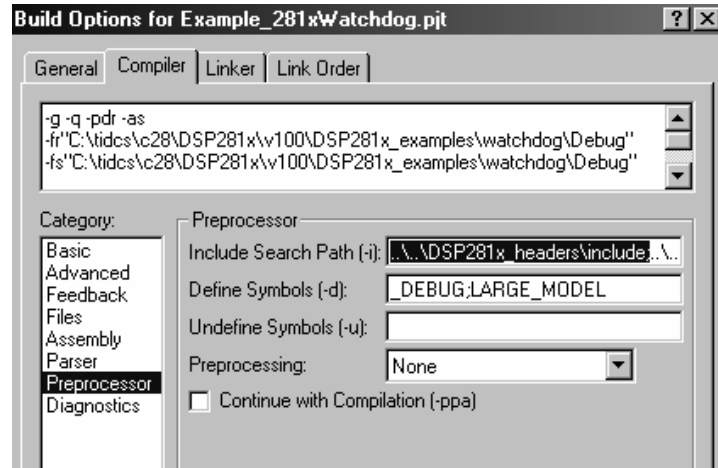 Build Options for Example_281xWatchdog.pjt
General Compiler Linker Link Order
-g -q -pdr -as
-fr"C:\tidcs\c28\DSP281x\v100\DSP281x_examples\watchdog\Debug"
-fs"C:\tidcs\c28\DSP281x\v100\DSP281x_examples\watchdog\Debug"
Category:
Basic
Advanced
Feedback
Files
Assembly
Parser
Preprocessor
Diagnostics
Preprocessor
Include Search Path (-i): ..\..\DSP281x_headers\include;..\..
Define Symbols (-d): _DEBUG;LARGE_MODEL
Undefine Symbols (-u):
Preprocessing: None
Continue with Compilation (-ppa)